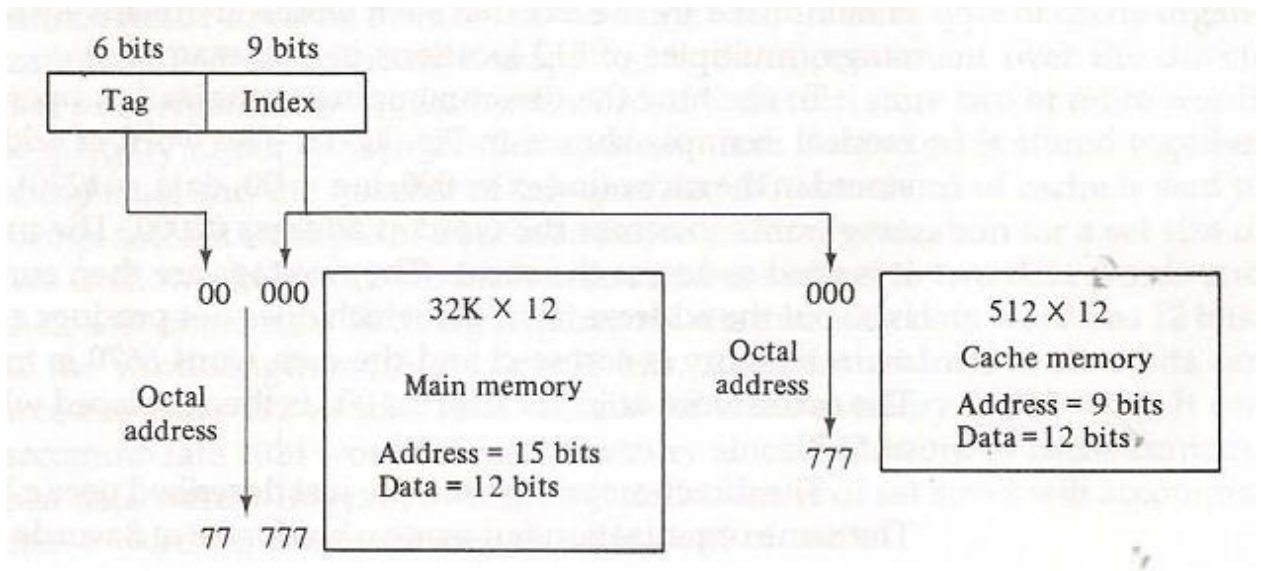 6 bits 9 bits
Tag Index
00 000
32K × 12
Main memory
Address = 15 bits
Data = 12 bits
Octal
address
77 777
000
Octal
address
777
512 × 12
Cache memory
Address = 9 bits
Data = 12 bits